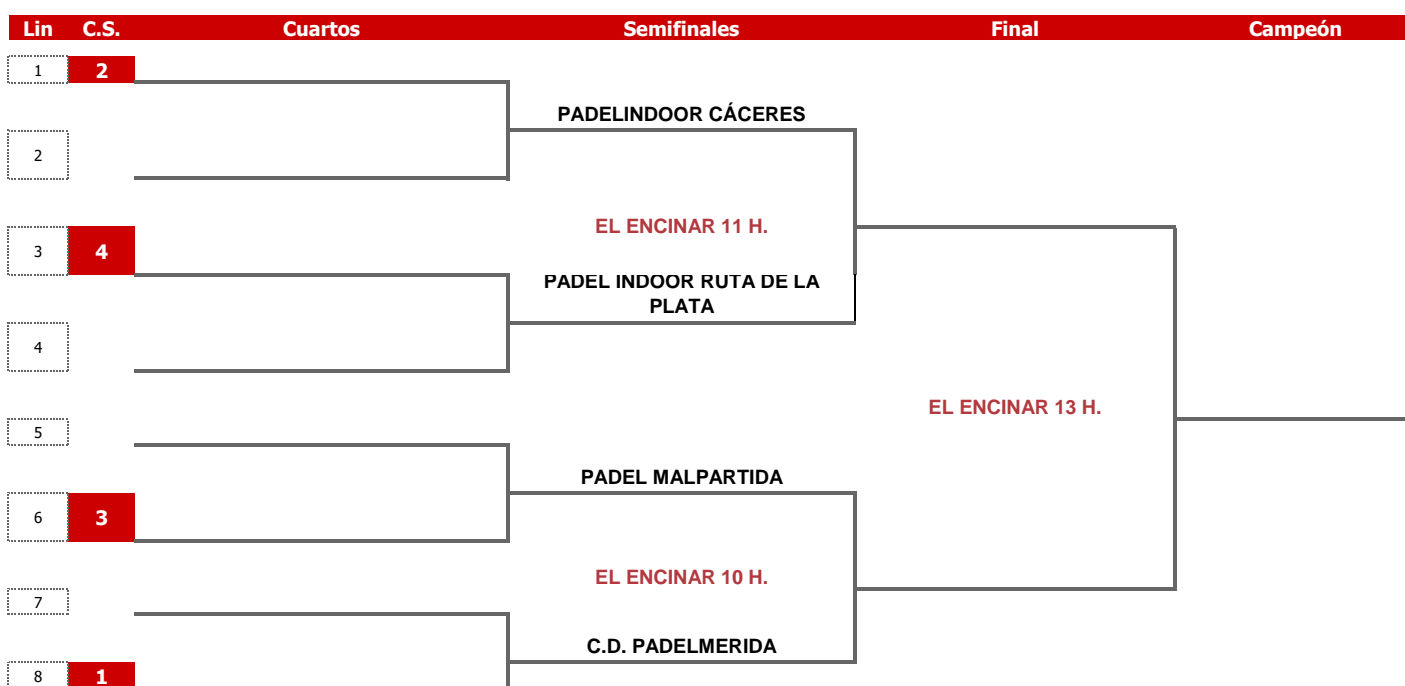 Lin C.S. Cuartos Semifinales Final Campeón
1 2
PADELINDOOR CÁCERES
2
EL ENCINAR 11 H.
3 4
PADEL INDOOR RUTA DE LA
PLATA
4
EL ENCINAR 13 H.
5
PADEL MALPARTIDA
6 3
EL ENCINAR 10 H.
7
C.D. PADELMERIDA
8 1